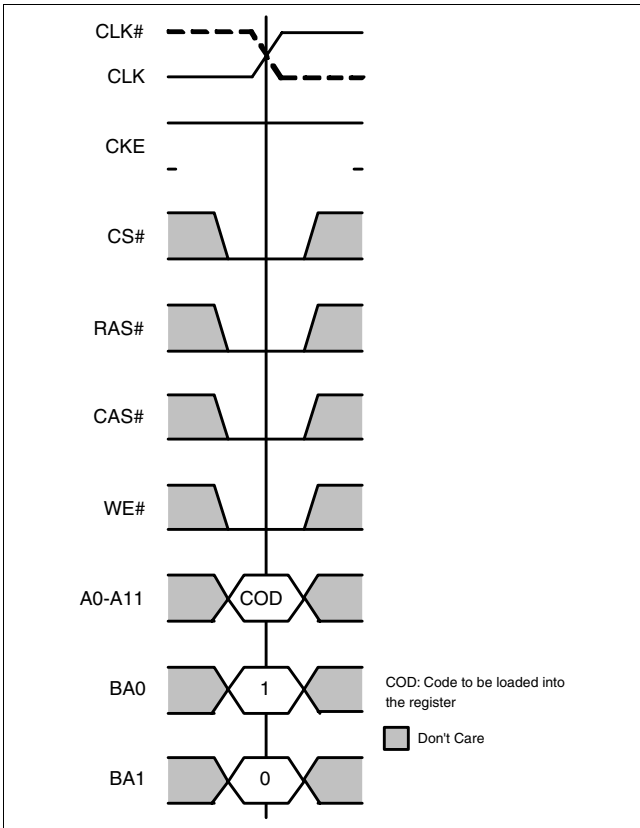 CLK#
CLK
CKE
CS#
RAS#
CAS#
WE#
A0-A11
COD
BA0
1
COD: Code to be loaded into
the register
Don't Care
BA1
0